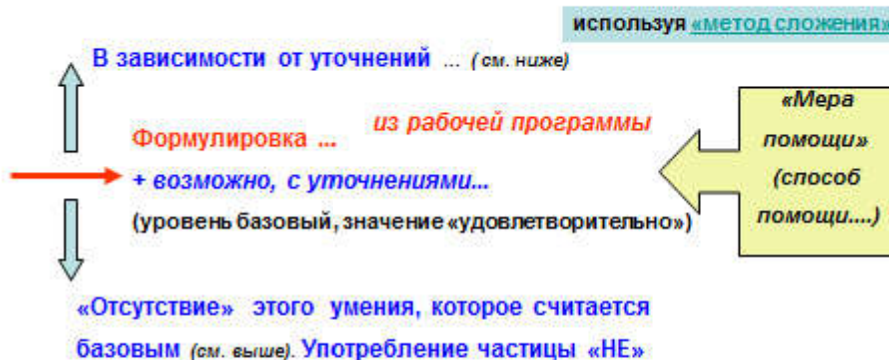 используя «метод сложения»
В зависимости от уточнений ... (см. ниже)
«Мера
помощи»
(способ
помощи....)
Формулировка ... из рабочей программы
+ возможно, с уточнениями...
(уровень базовый, значение «удовлетворительно»)
«Отсутствие» этого умения, которое считается
базовым (см. выше). Употребление частицы «НЕ»